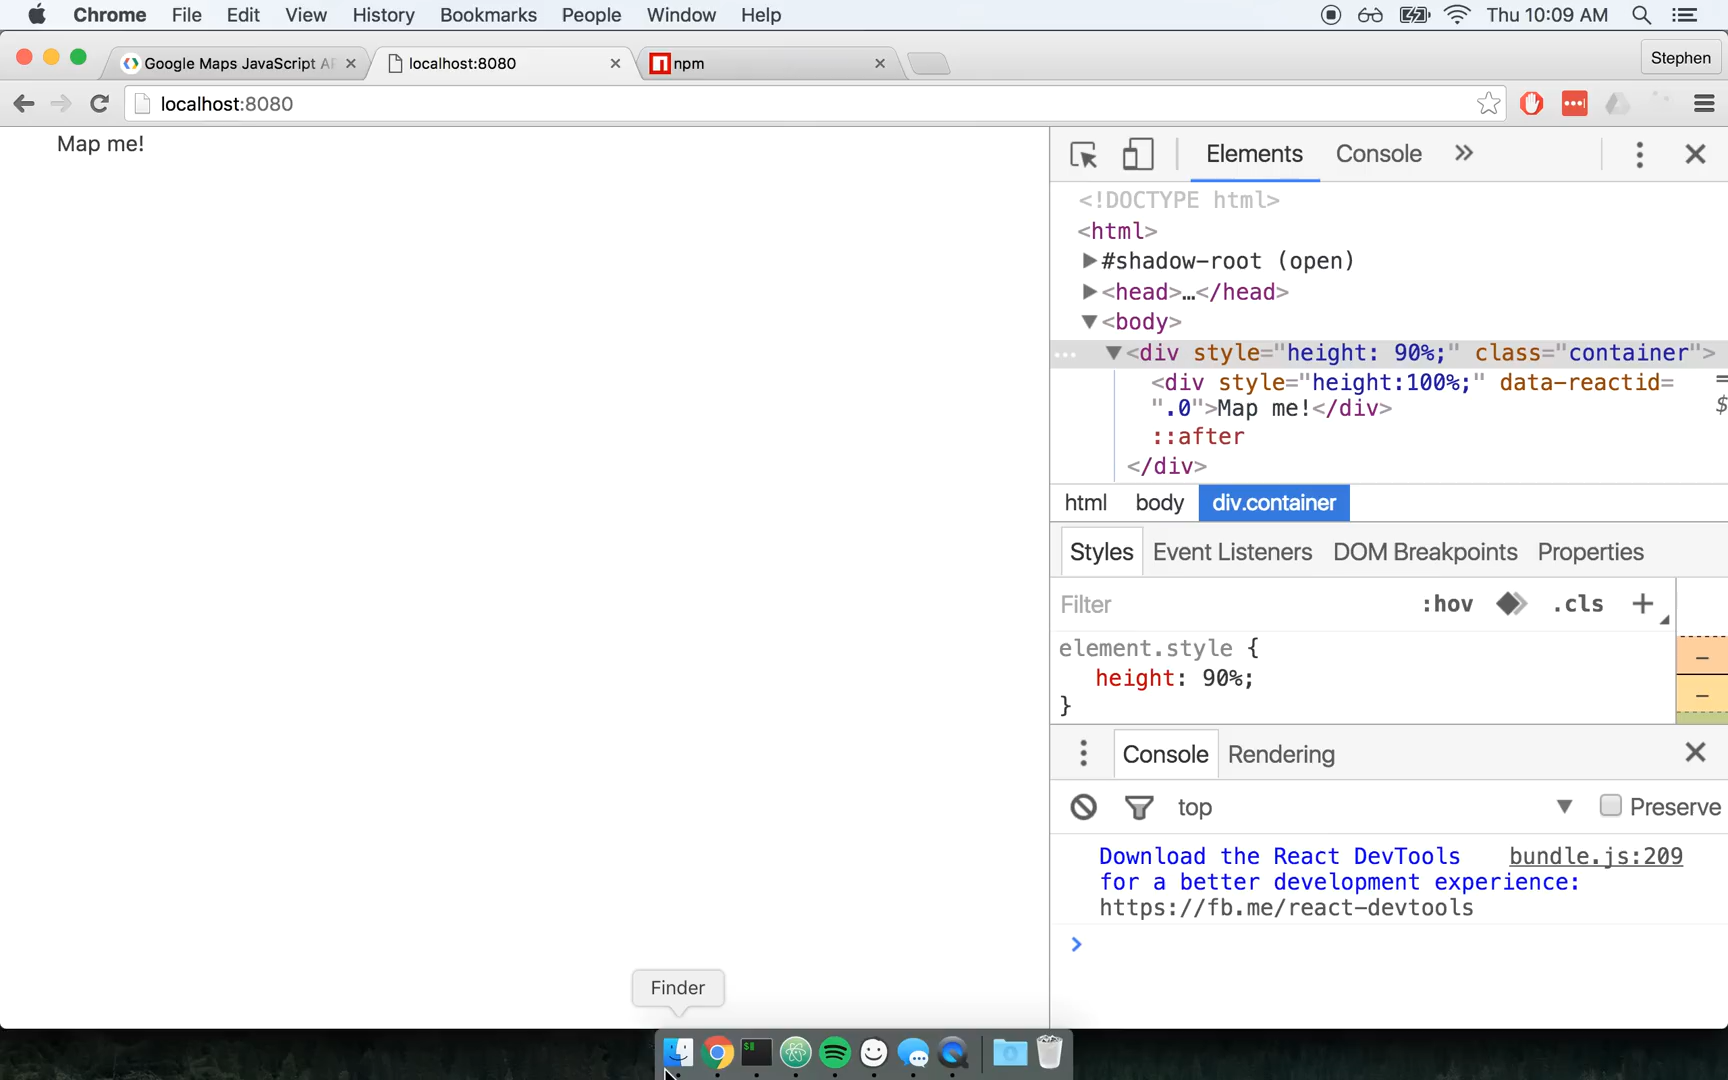 Chrome File Edit View History Bookmarks People Window Help Thu 10:09 AM
Google Maps JavaScript AP localhost:8080 npm Stephen
localhost:8080
Map me!
Elements Console »
<!DOCTYPE html>
<html>
#shadow-root (open)
<head>…</head>
<body>
… <div style="height: 90%;" class="container">
<div style="height:100%;" data-reactid=
".0">Map me!</div>
::after
</div>
=
$
html body div.container
Styles Event Listeners DOM Breakpoints Properties
Filter :hov .cls +
element.style {
height: 90%;
}
–
–
Console Rendering
top Preserve
Download the React DevTools bundle.js:209
for a better development experience:
https://fb.me/react-devtools
>
Finder
$